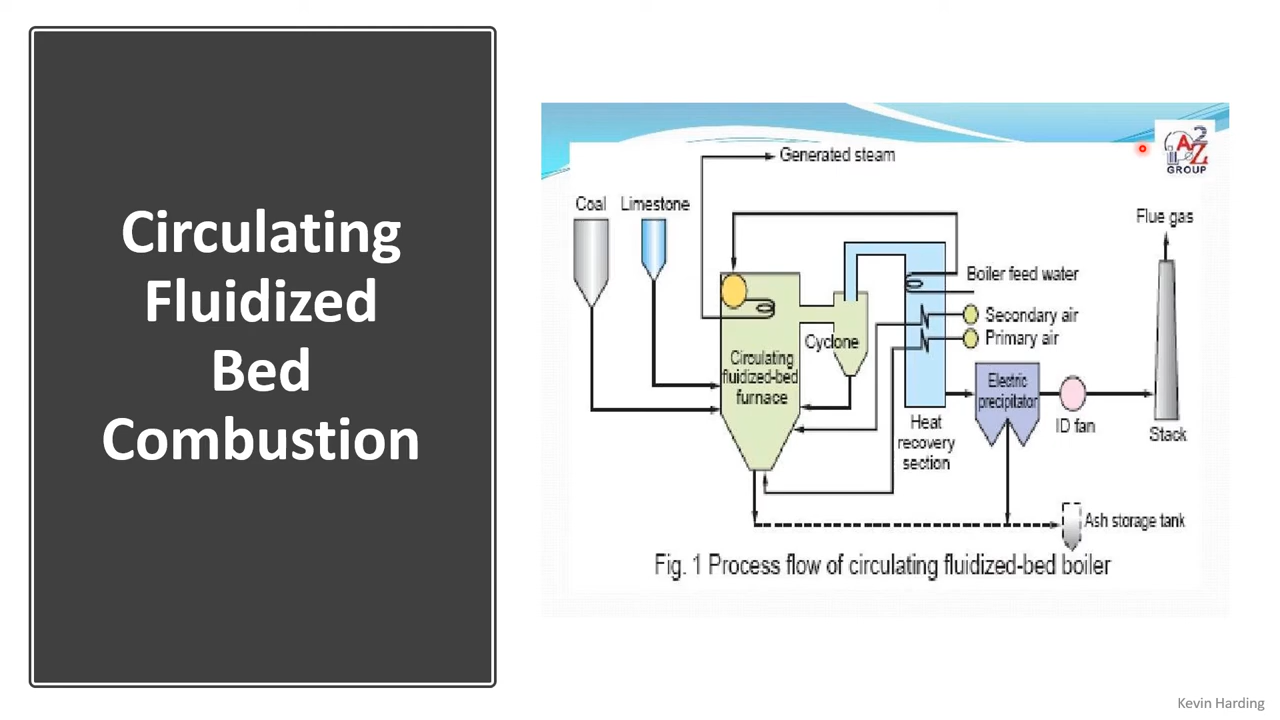 Circulating
Fluidized
Bed
Combustion
Generated steam
A2Z
GROUP
Coal
Limestone
Flue gas
Boiler feed water
Secondary air
Primary air
Cyclone
Circulating
fluidized-bed
furnace
Electric
precipitator
ID fan
Heat
recovery
section
Stack
Ash storage tank
Fig. 1 Process flow of circulating fluidized-bed boiler
Kevin Harding